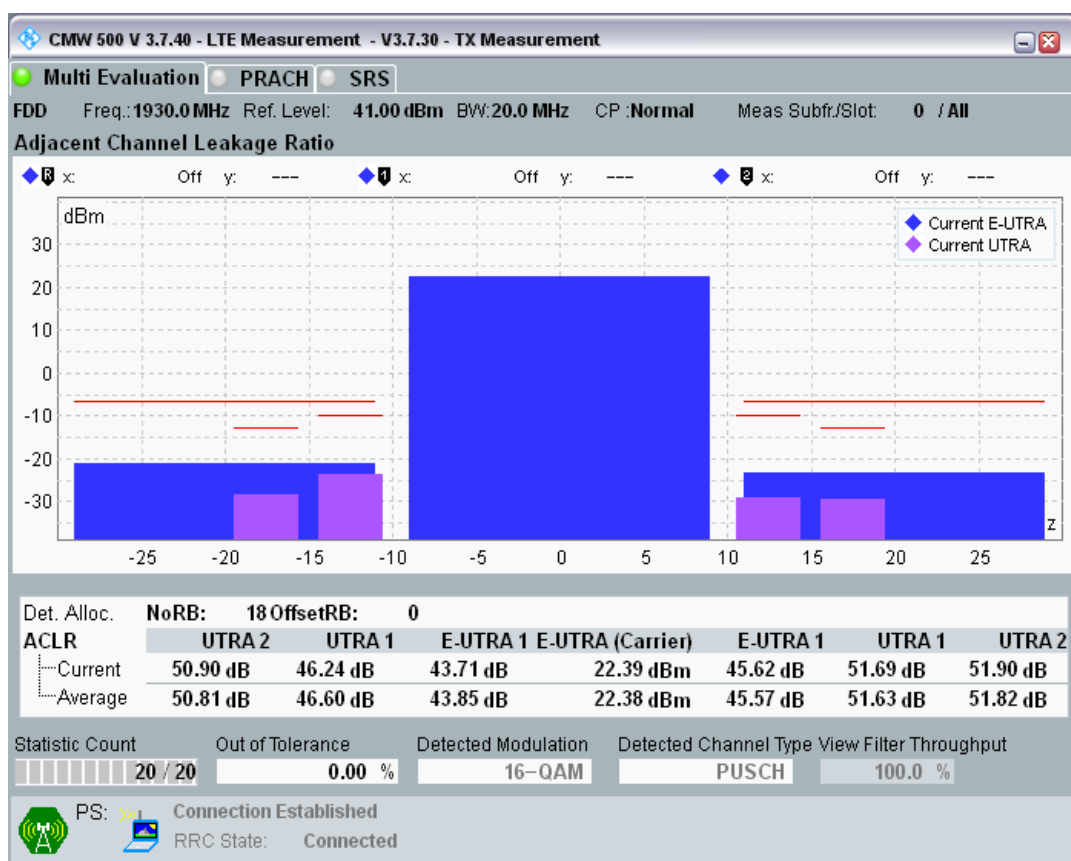 CMW 500 V 3.7.40 - LTE Measurement - V3.7.30 - TX Measurement
Multi Evaluation PRACH SRS
FDD Freq.: 1930.0 MHz Ref. Level: 41.00 dBm BW: 20.0 MHz CP : Normal Meas Subfr./Slot: 0 / All
Adjacent Channel Leakage Ratio
R x: Off y: --- 1 x: Off y: --- 2 x: Off y: ---
dBm
Current E-UTRA
Current UTRA
30
20
10
0
-10
-20
-30
z
-25 -20 -15 -10 -5 0 5 10 15 20 25
Det. Alloc. NoRB: 18 OffsetRB: 0
ACLR UTRA 2 UTRA 1 E-UTRA 1 E-UTRA (Carrier) E-UTRA 1 UTRA 1 UTRA 2
Current 50.90 dB 46.24 dB 43.71 dB 22.39 dBm 45.62 dB 51.69 dB 51.90 dB
Average 50.81 dB 46.60 dB 43.85 dB 22.38 dBm 45.57 dB 51.63 dB 51.82 dB
Statistic Count Out of Tolerance Detected Modulation Detected Channel Type View Filter Throughput
20 / 20 0.00 % 16-QAM PUSCH 100.0 %
PS: Connection Established
RRC State: Connected